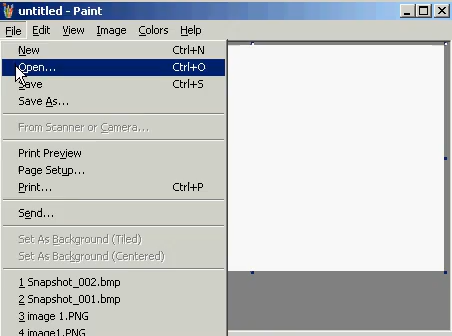 untitled - Paint
File Edit View Image Colors Help
New Ctrl+N
Open... Ctrl+O
Save Ctrl+S
Save As...
From Scanner or Camera...
Print Preview
Page Setup...
Print... Ctrl+P
Send...
Set As Background (Tiled)
Set As Background (Centered)
1 Snapshot_002.bmp
2 Snapshot_001.bmp
3 image 1.PNG
4 image1.PNG